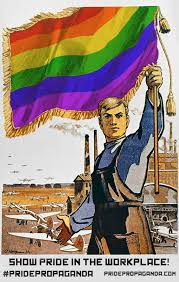 SHOW PRIDE IN THE WORKPLACE!
#PRIDEPROPAGANDA PRIDEPROPAGANDA.COM